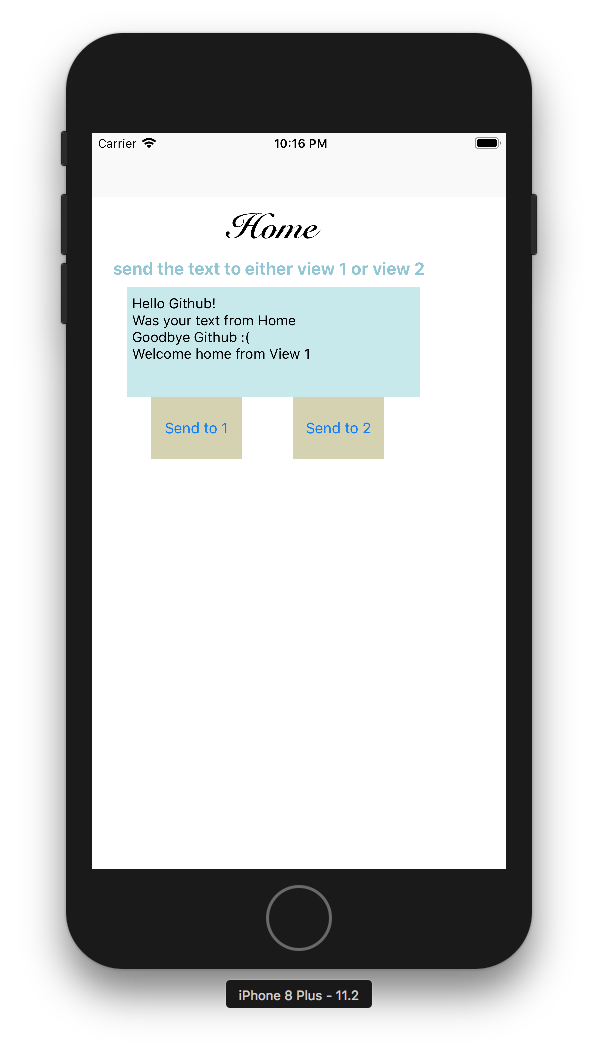 Carrier 10:16 PM
Home
send the text to either view 1 or view 2
Hello Github!
Was your text from Home
Goodbye Github :(
Welcome home from View 1
Send to 1 Send to 2
iPhone 8 Plus - 11.2